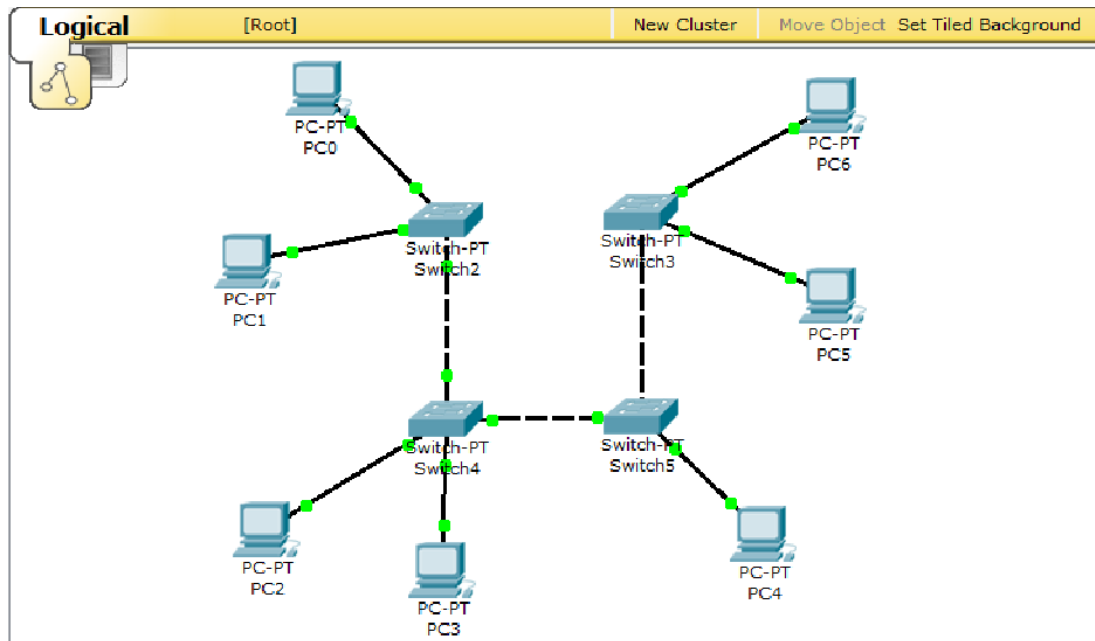 Logical [Root] New Cluster Move Object Set Tiled Background
PC-PT
PC0
PC-PT
PC6
Switch-PT
Switch2
Switch-PT
Switch3
PC-PT
PC1
PC-PT
PC5
Switch-PT
Switch4
Switch-PT
Switch5
PC-PT
PC2
PC-PT
PC3
PC-PT
PC4